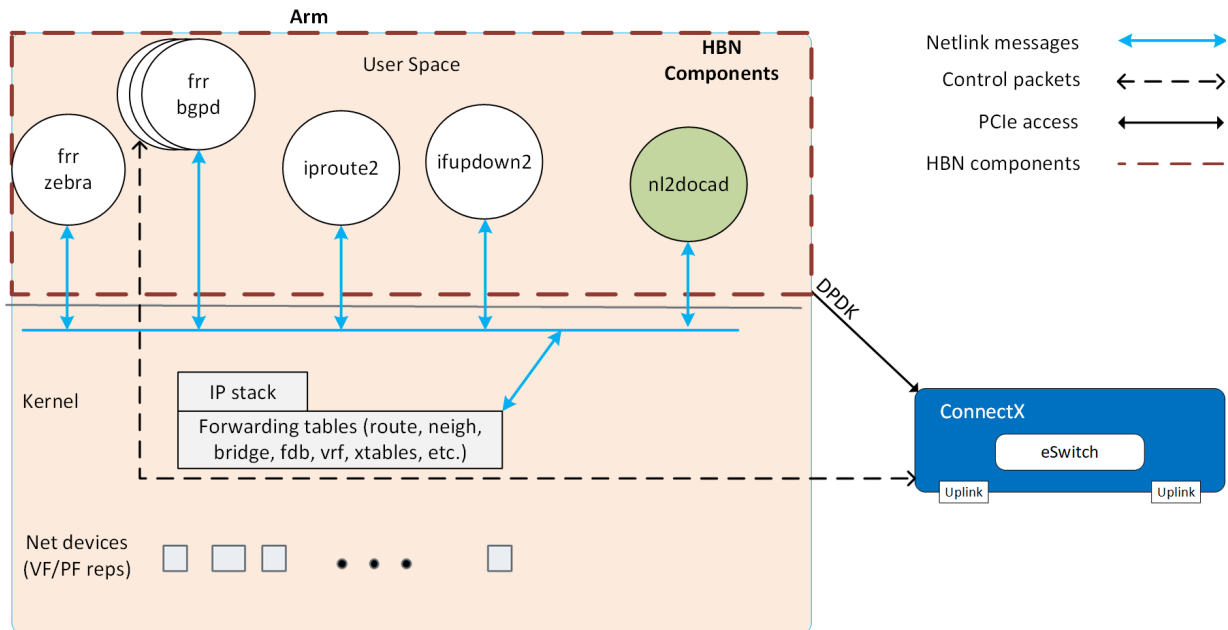 Arm
HBN
Components
User Space
frr
bgpd
frr
zebra
iproute2
ifupdown2
nl2docad
Netlink messages
Control packets
PCIe access
HBN components
DPDK
Kernel
IP stack
Forwarding tables (route, neigh,
bridge, fdb, vrf, xtables, etc.)
ConnectX
eSwitch
Uplink
Uplink
Net devices
(VF/PF reps)